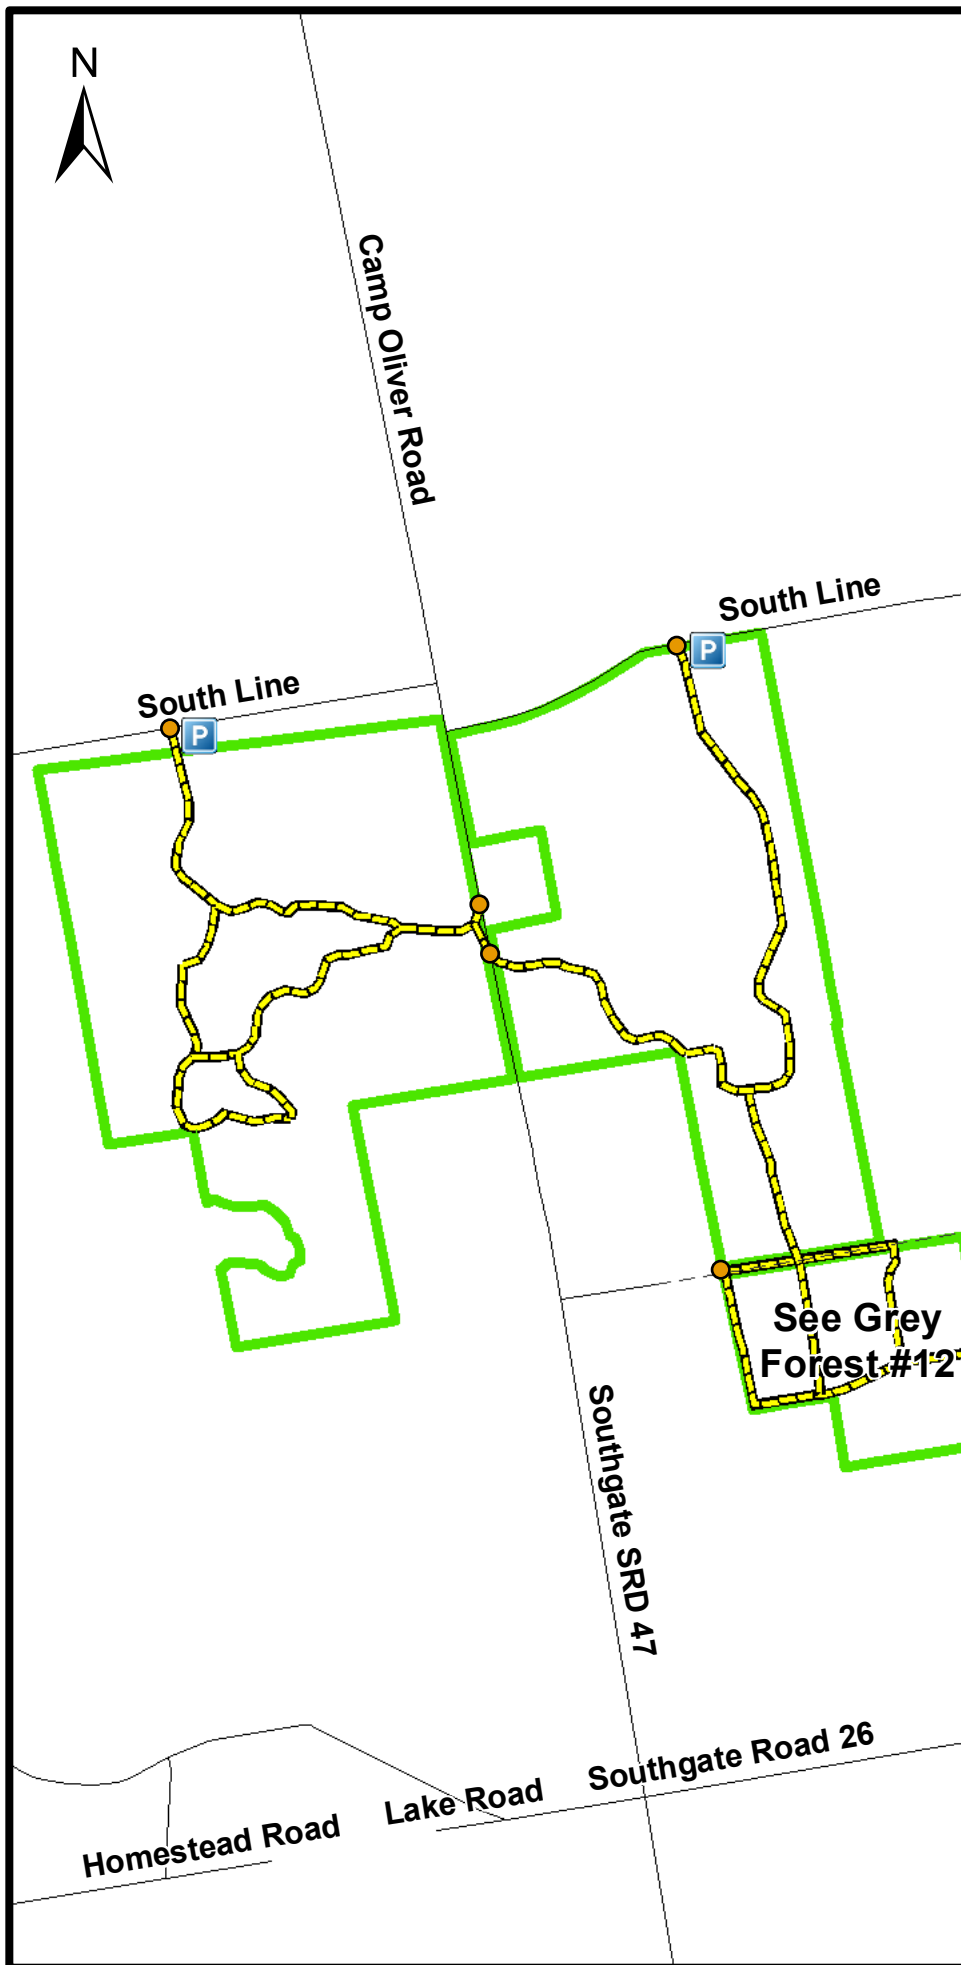 N
Camp Oliver Road
South Line
P
South Line
P
See Grey
Forest #12
Southgate SRD 47
Southgate Road 26
Lake Road
Homestead Road